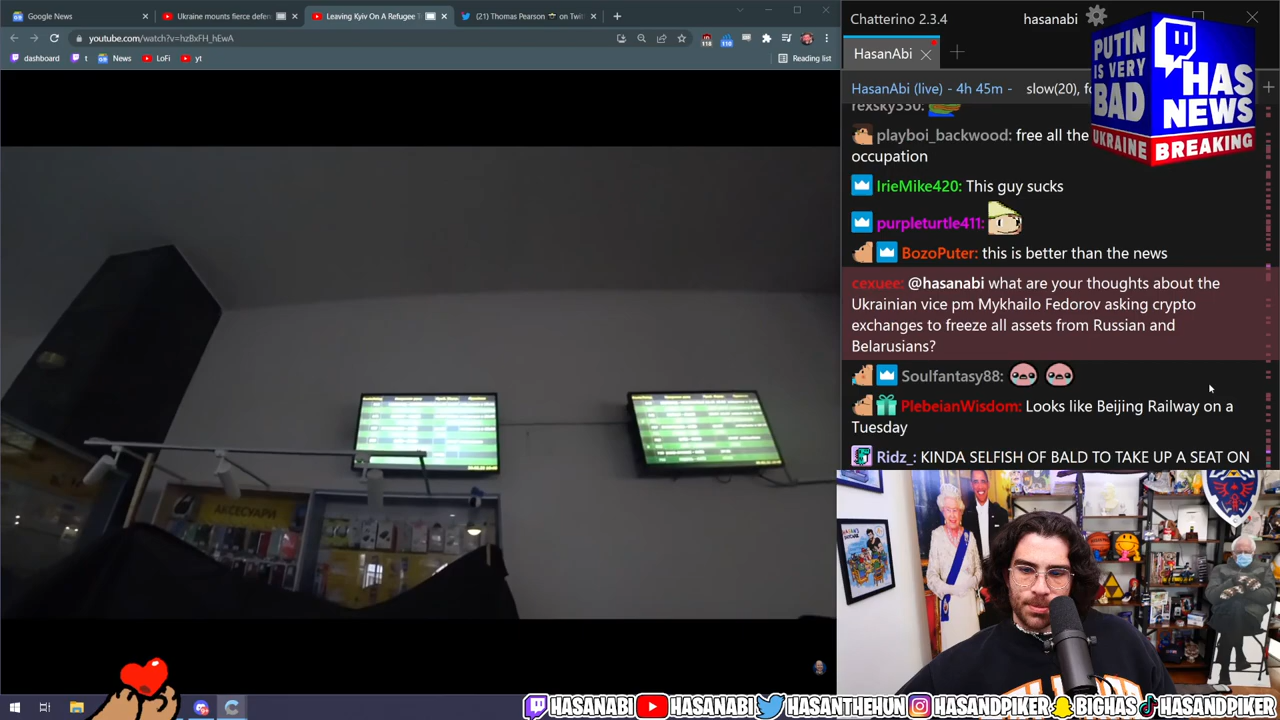 Google News
Ukraine mounts fierce defen
Leaving Kyiv On A Refugee
(21) Thomas Pearson
on Twit
youtube.com/watch?v=hzBxFH_hEwA
118
110
dashboard
t
News
LoFi
yt
Reading list
АКСЕСУАРИ
Chatterino 2.3.4
hasanabi
HasanAbi
HasanAbi (live) - 4h 45m -
slow(20), fo
PUTIN
IS VERY
BAD
HAS
NEWS
UKRAINE
BREAKING
rexsky330:
playboi_backwood: free all the
occupation
IrieMike420: This guy sucks
purpleturtle411:
BozoPuter: this is better than the news
cexuee: @hasanabi what are your thoughts about the
Ukrainian vice pm Mykhailo Fedorov asking crypto
exchanges to freeze all assets from Russian and
Belarusians?
Soulfantasy88:
PlebeianWisdom: Looks like Beijing Railway on a
Tuesday
Ridz_: KINDA SELFISH OF BALD TO TAKE UP A SEAT ON
HASANABI
HASANABI
HASANTHEHUN
HASANDPIKER
BIGHAS
HASANDPIKER